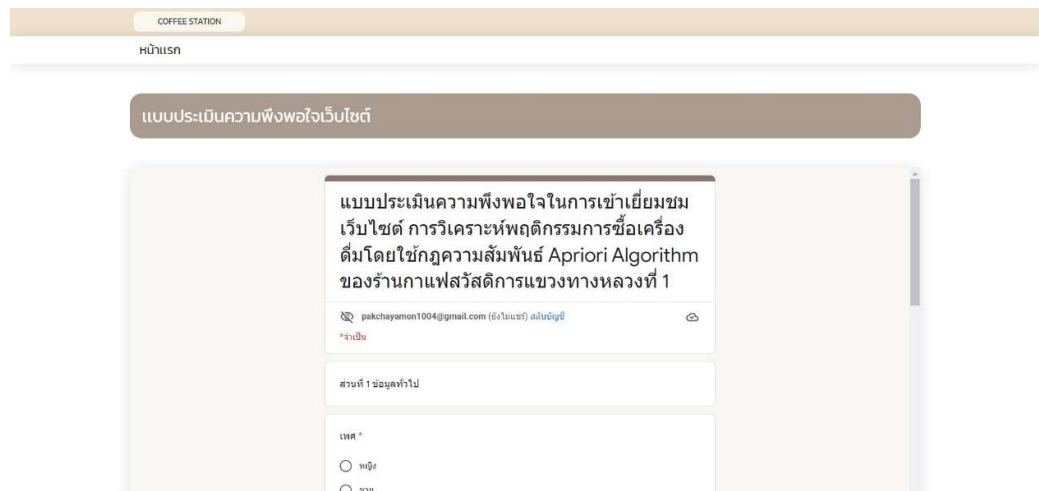 COFFEE STATION
หน้าแรก
แบบประเมินความพึงพอใจเว็บไซต์
แบบประเมินความพึงพอใจในการเข้าเยี่ยมชม
เว็บไซต์ การวิเคราะห์พฤติกรรมการซื้อเครื่อง
ดื่มโดยใช้กฎความสัมพันธ์ Apriori Algorithm
ของร้านกาแฟสวัสดิการแขวงทางหลวงที่ 1
pakchayamon1004@gmail.com (ยังไม่แชร์) สลับบัญชี
*จำเป็น
ส่วนที่ 1 ข้อมูลทั่วไป
เพศ *
หญิง
ชาย